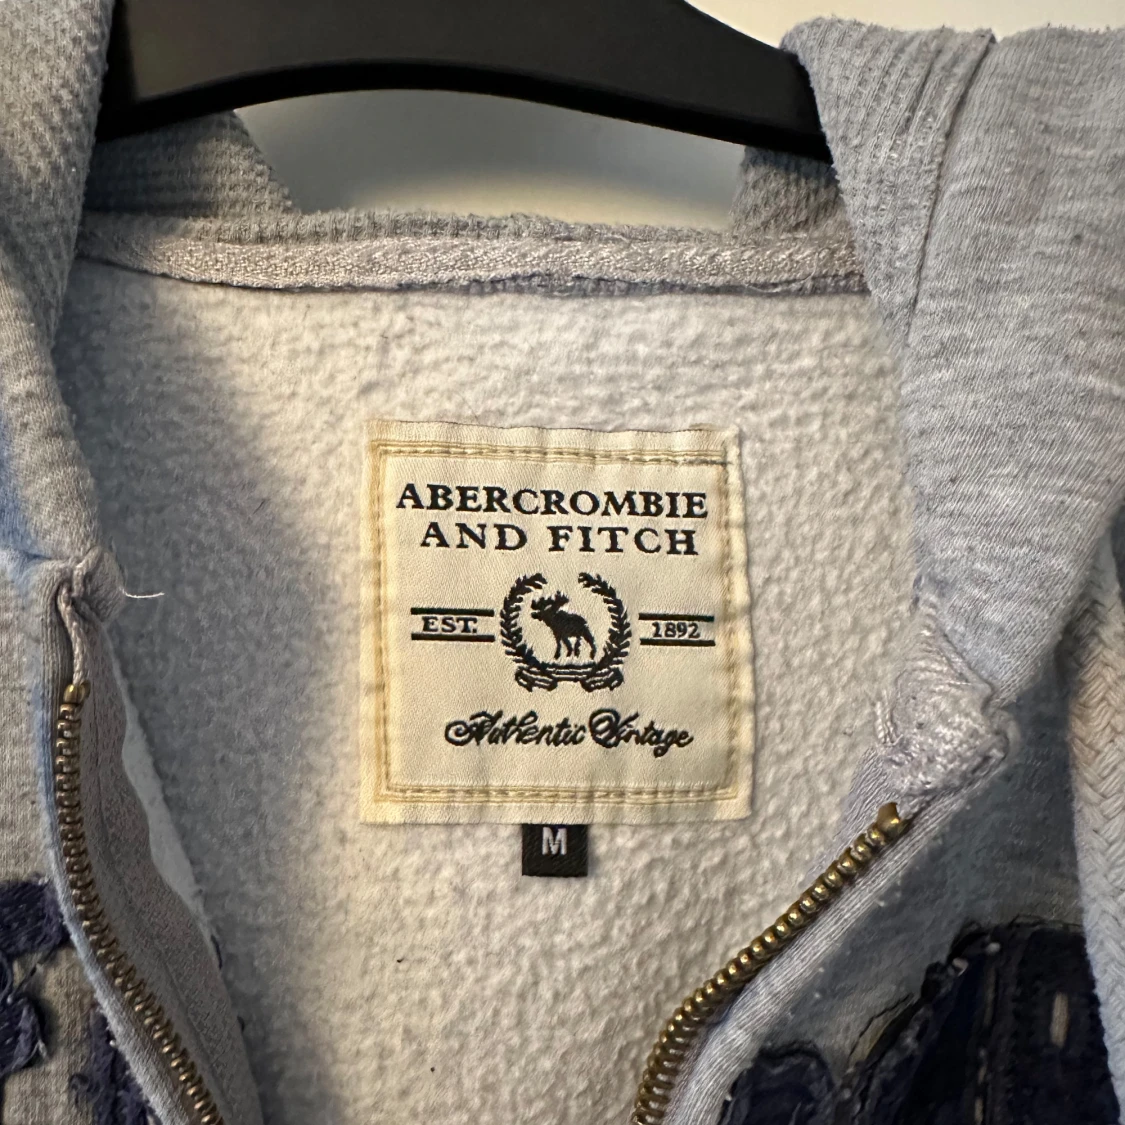 ABERCROMBIE
AND FITCH
EST. 1892
Authentic Vintage
M